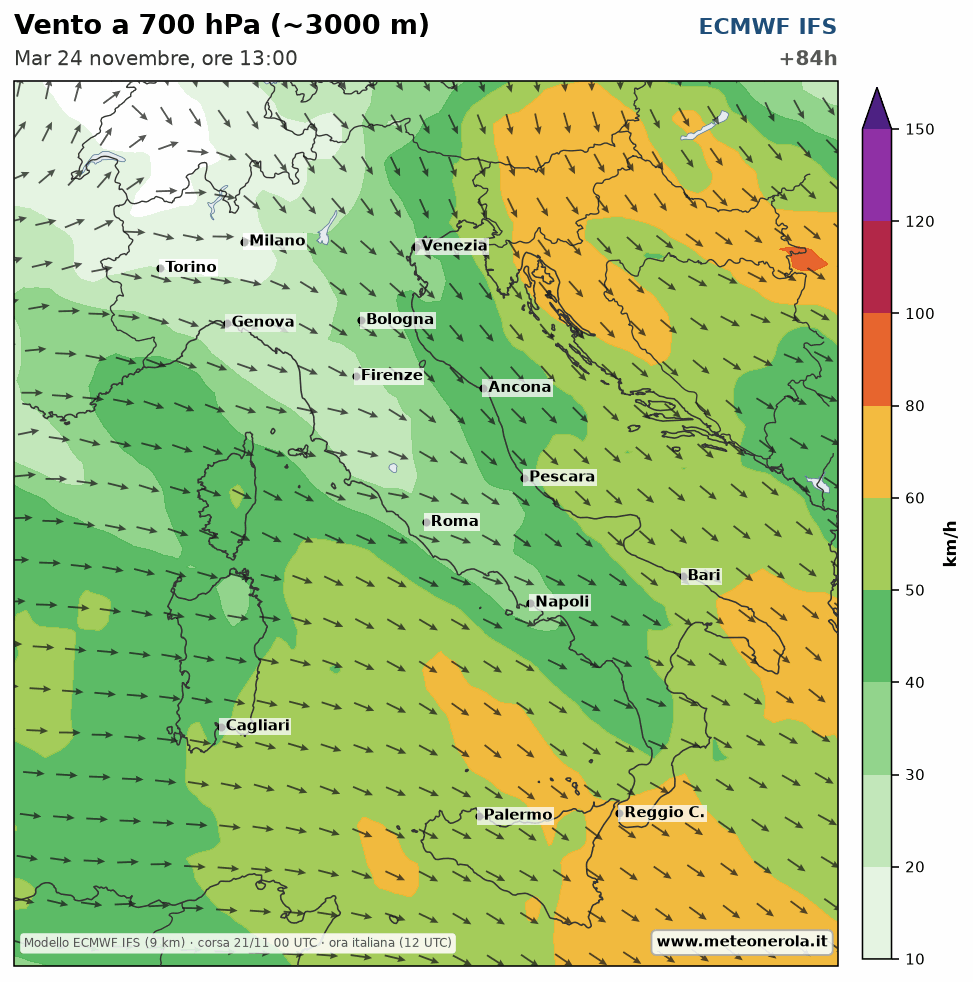 Vento a 700 hPa (~3000 m)
ECMWF IFS
Mar 24 novembre, ore 13:00
+84h
Milano
Venezia
Torino
Genova
Bologna
Firenze
Ancona
Pescara
Roma
Bari
Napoli
Cagliari
Palermo
Reggio C.
150
120
100
80
60
50
40
30
20
10
km/h
Modello ECMWF IFS (9 km) · corsa 21/11 00 UTC · ora italiana (12 UTC)
www.meteonerola.it